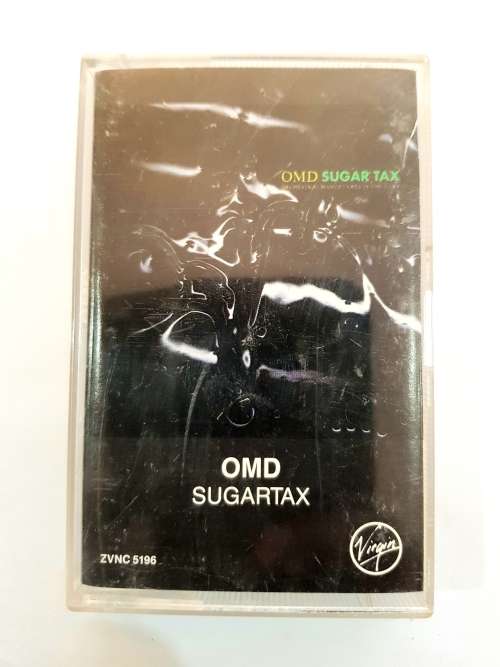 OMD SUGAR TAX
OMD
SUGARTAX
Virgin
ZVNC 5196